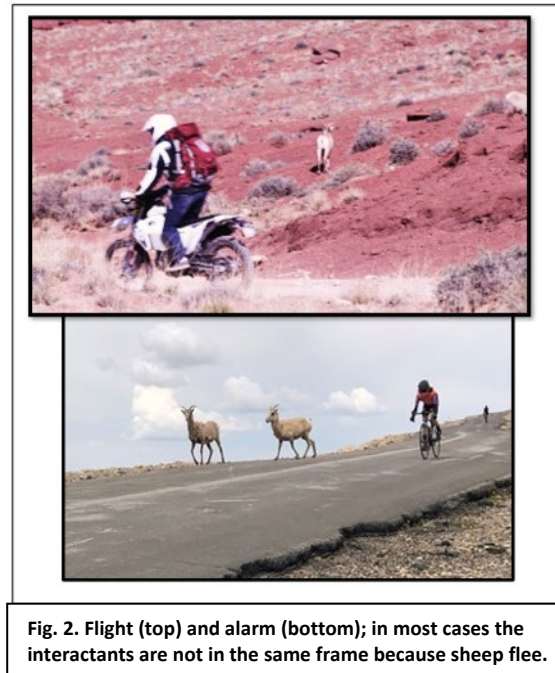 Fig. 2. Flight (top) and alarm (bottom); in most cases the
interactants are not in the same frame because sheep flee.